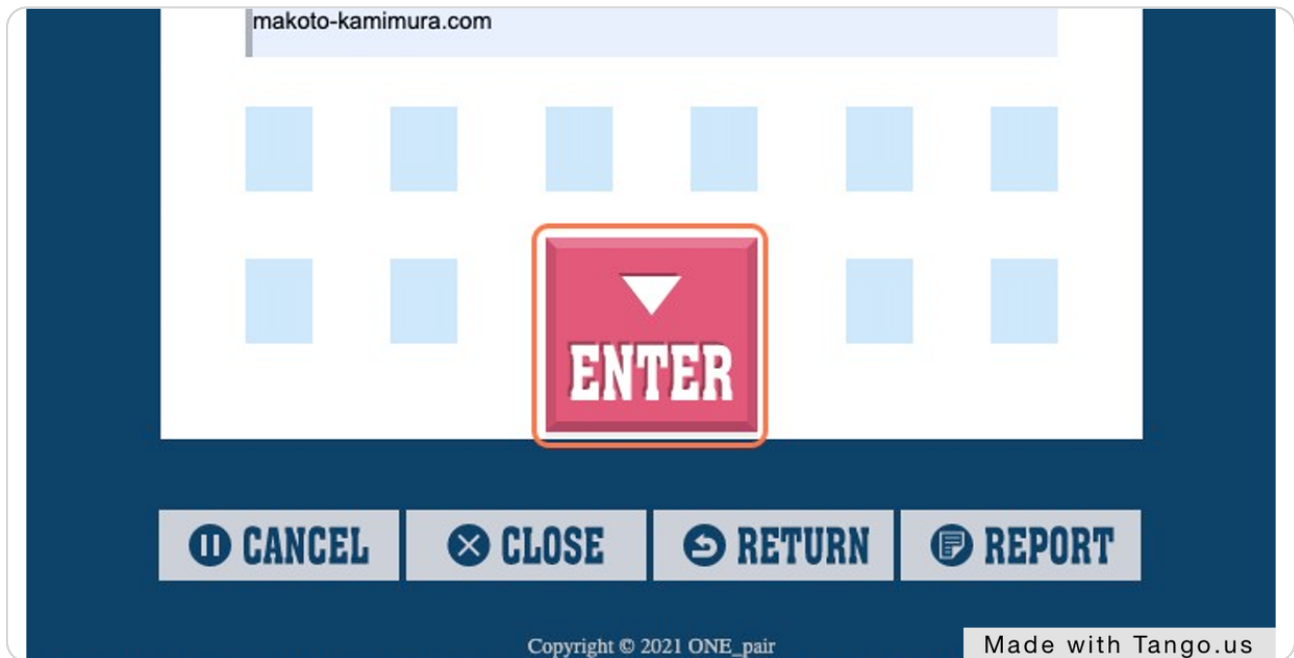 makoto-kamimura.com
ENTER
CANCEL CLOSE RETURN REPORT
Copyright © 2021 ONE_pair
Made with Tango.us